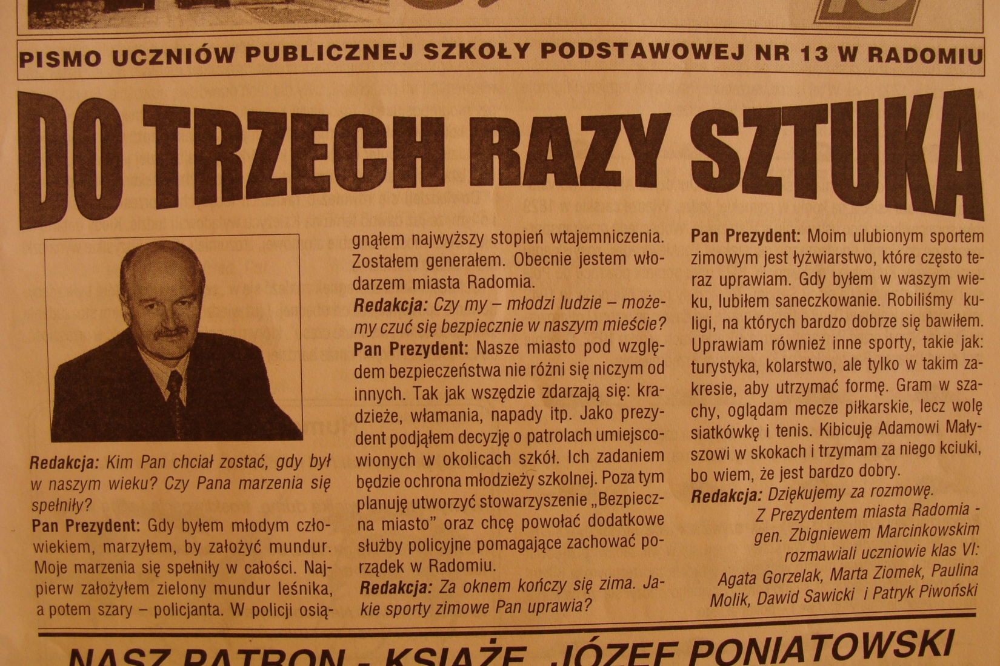 PISMO UCZNIÓW PUBLICZNEJ SZKOŁY PODSTAWOWEJ NR 13 W RADOMIU
DO TRZECH RAZY SZTUKA
Redakcja: Kim Pan chciał zostać, gdy był
w naszym wieku? Czy Pana marzenia się
spełniły?
Pan Prezydent: Gdy byłem młodym czło-
wiekiem, marzyłem, by założyć mundur.
Moje marzenia się spełniły w całości. Naj-
pierw założyłem zielony mundur leśnika,
a potem szary – policjanta. W policji osią-
gnąłem najwyższy stopień wtajemniczenia.
Zostałem generałem. Obecnie jestem wło-
darzem miasta Radomia.
Redakcja: Czy my – młodzi ludzie – może-
my czuć się bezpiecznie w naszym mieście?
Pan Prezydent: Nasze miasto pod wzglę-
dem bezpieczeństwa nie różni się niczym od
innych. Tak jak wszędzie zdarzają się: kra-
dzieże, włamania, napady itp. Jako prezy-
dent podjąłem decyzję o patrolach umiejsco-
wionych w okolicach szkół. Ich zadaniem
będzie ochrona młodzieży szkolnej. Poza tym
planuję utworzyć stowarzyszenie „Bezpiecz-
na miasto” oraz chcę powołać dodatkowe
służby policyjne pomagające zachować po-
rządek w Radomiu.
Redakcja: Za oknem kończy się zima. Ja-
kie sporty zimowe Pan uprawia?
Pan Prezydent: Moim ulubionym sportem
zimowym jest łyżwiarstwo, które często te-
raz uprawiam. Gdy byłem w waszym wie-
ku, lubiłem saneczkowanie. Robiliśmy ku-
ligi, na których bardzo dobrze się bawiłem.
Uprawiam również inne sporty, takie jak:
turystyka, kolarstwo, ale tylko w takim za-
kresie, aby utrzymać formę. Gram w sza-
chy, oglądam mecze piłkarskie, lecz wolę
siatkówkę i tenis. Kibicuję Adamowi Mały-
szowi w skokach i trzymam za niego kciuki,
bo wiem, że jest bardzo dobry.
Redakcja: Dziękujemy za rozmowę.
Z Prezydentem miasta Radomia -
gen. Zbigniewem Marcinkowskim
rozmawiali uczniowie klas VI:
Agata Gorzelak, Marta Ziomek, Paulina
Molik, Dawid Sawicki i Patryk Piwoński
NASZ PATRON - KSIĄŻĘ JÓZEF PONIATOWSKI